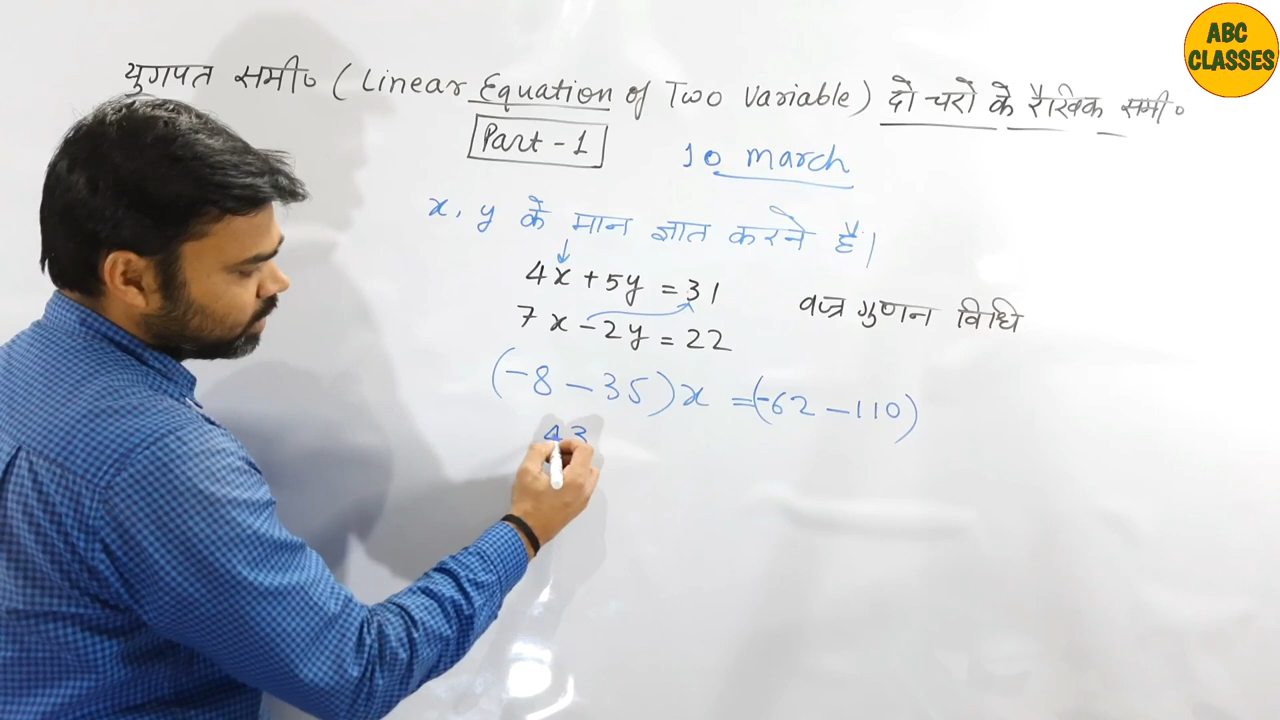 ABC
CLASSES
युगपत समी० (Linear Equation of Two Variable) दो चरो के रैखिक समी०
Part - 1
10 march
x, y के मान ज्ञात करने है।
4x + 5y = 31
7x - 2y = 22
वज्र गुणन विधि
(-8 - 35)x = (-62 - 110)
43